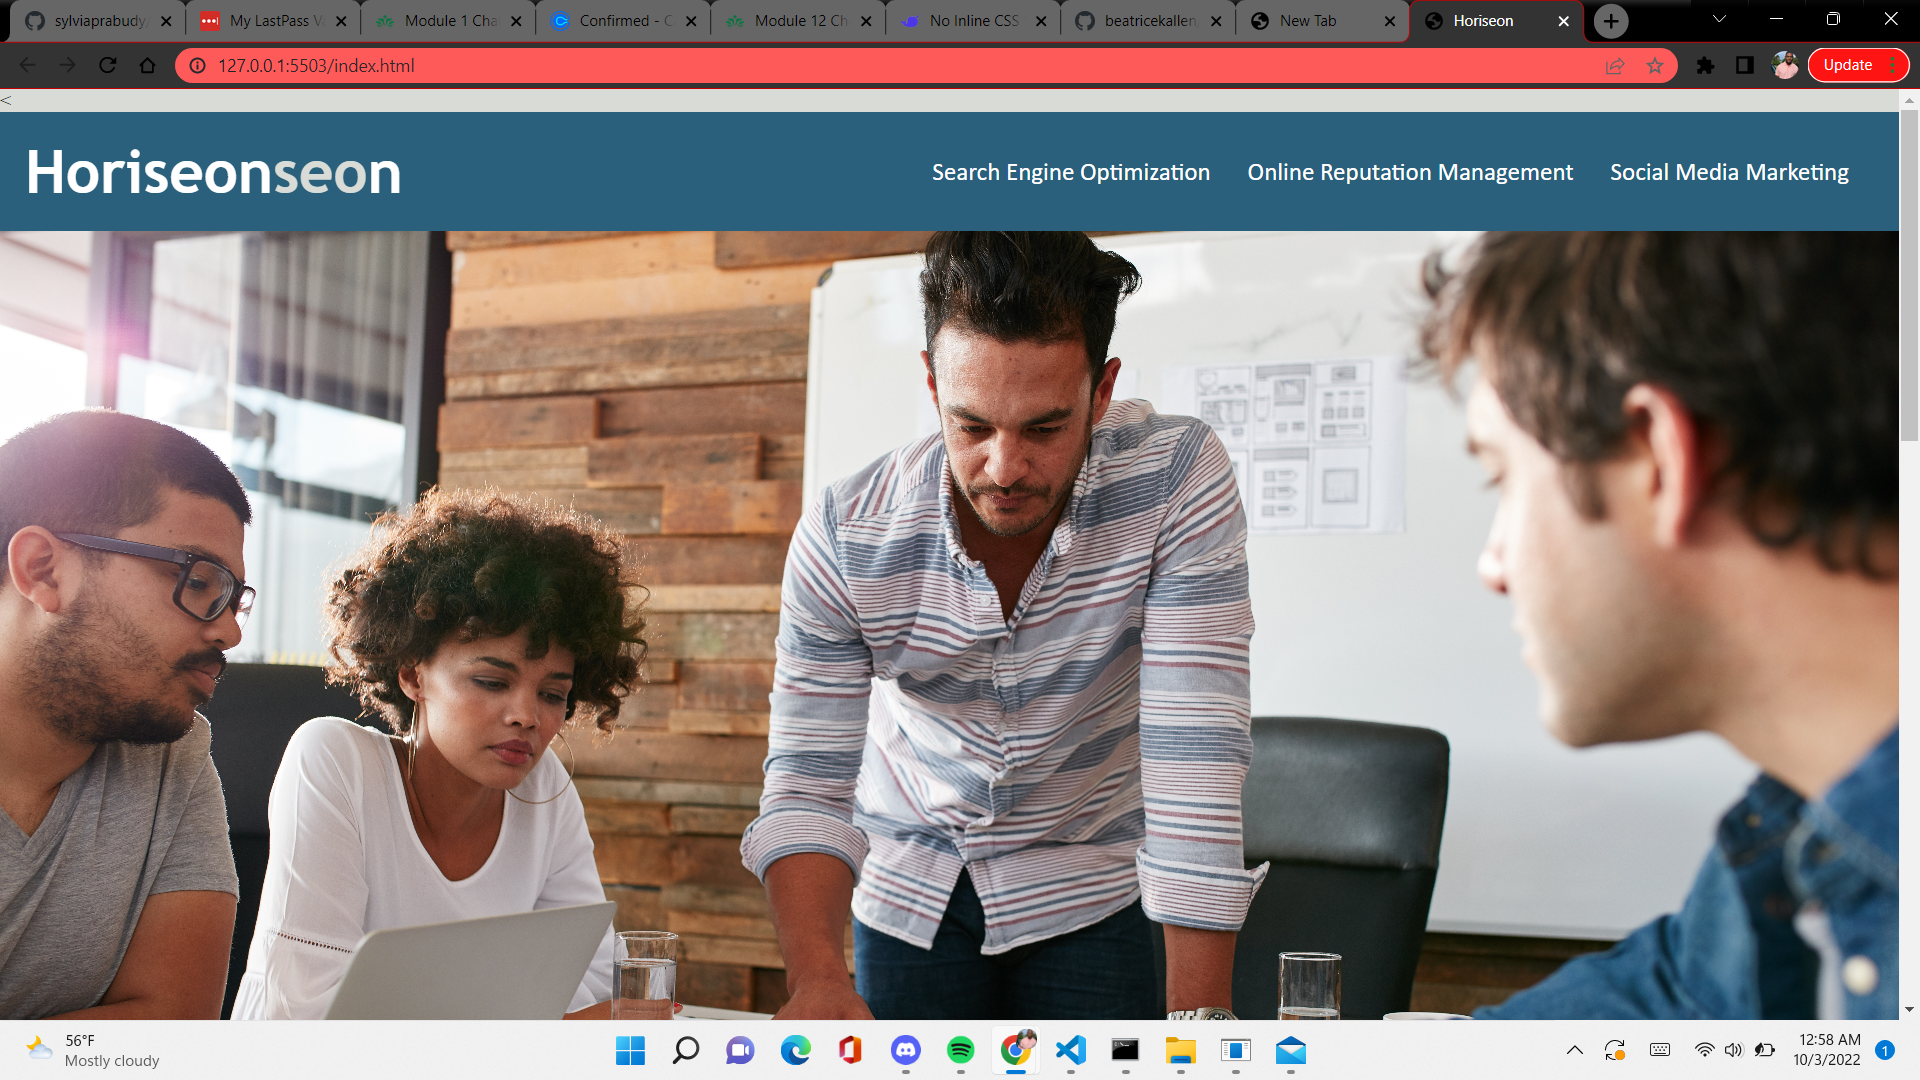 sylviaprabudy
My LastPass V
Module 1 Cha
Confirmed - C
Module 12 Ch
No Inline CSS
beatricekallen
New Tab
Horiseon
127.0.0.1:5503/index.html
Update
<
Horiseonseon
Search Engine Optimization Online Reputation Management Social Media Marketing
56°F
Mostly cloudy
12:58 AM
10/3/2022
1